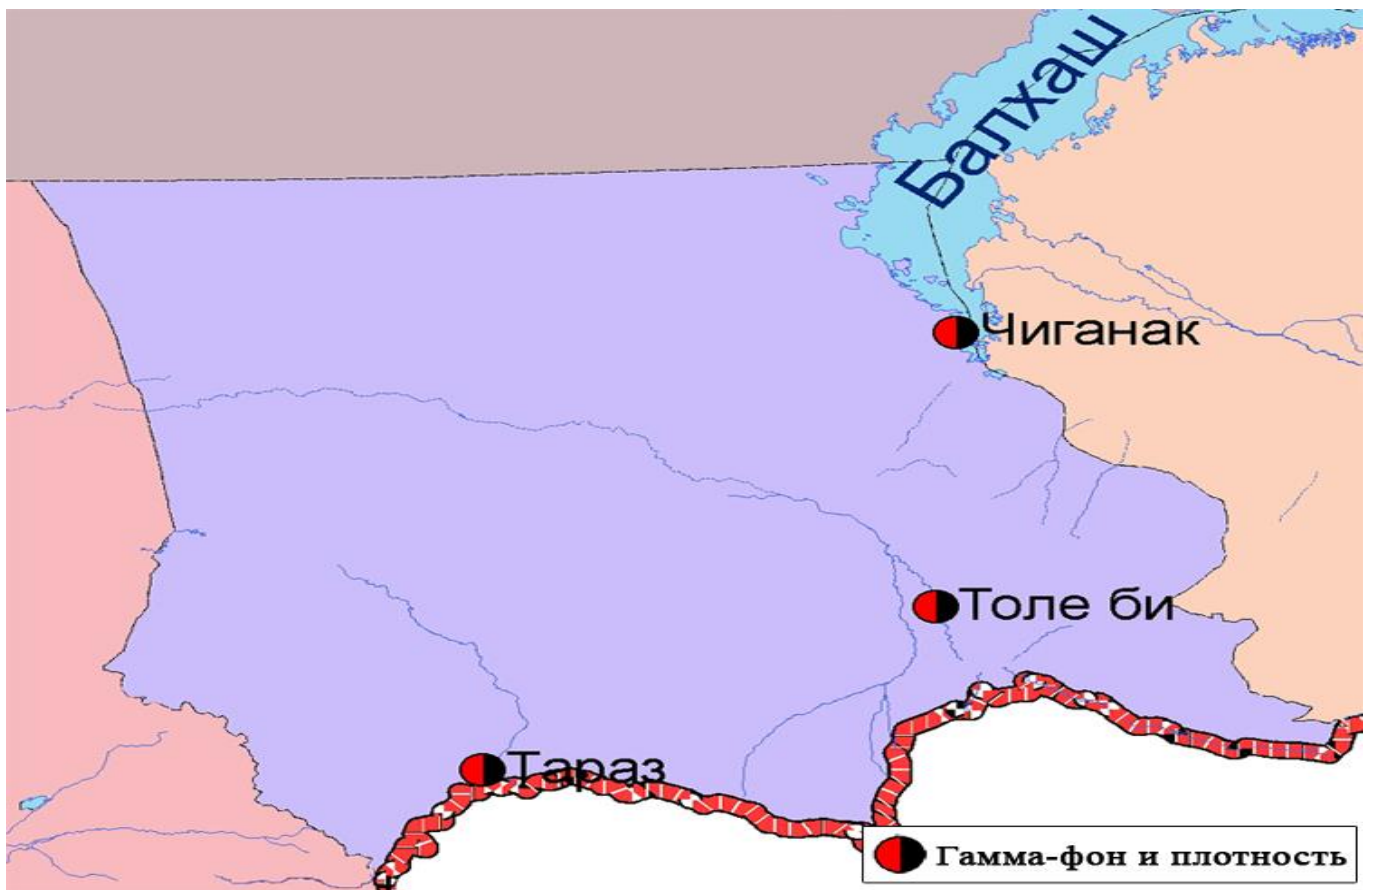 Балхаш
Чиганак
Толе би
Тараз
Гамма-фон и плотность